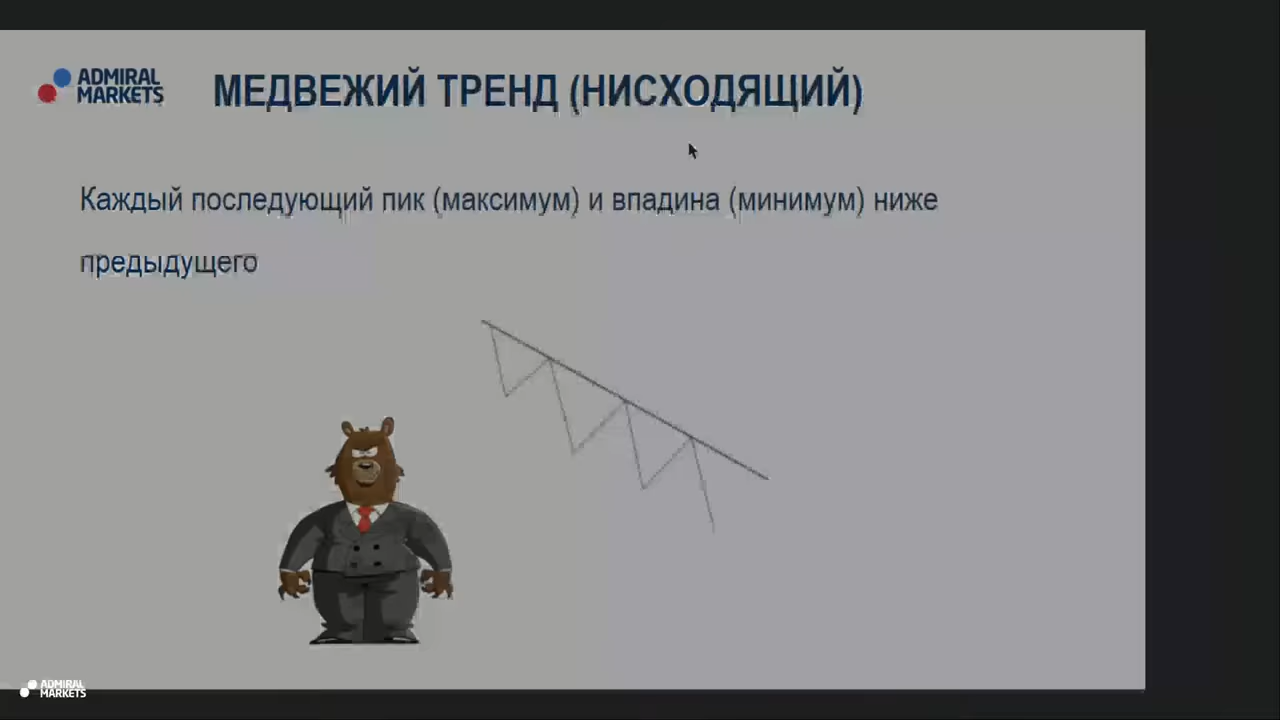 ADMIRAL
MARKETS
МЕДВЕЖИЙ ТРЕНД (НИСХОДЯЩИЙ)
Каждый последующий пик (максимум) и впадина (минимум) ниже
предыдущего
ADMIRAL
MARKETS